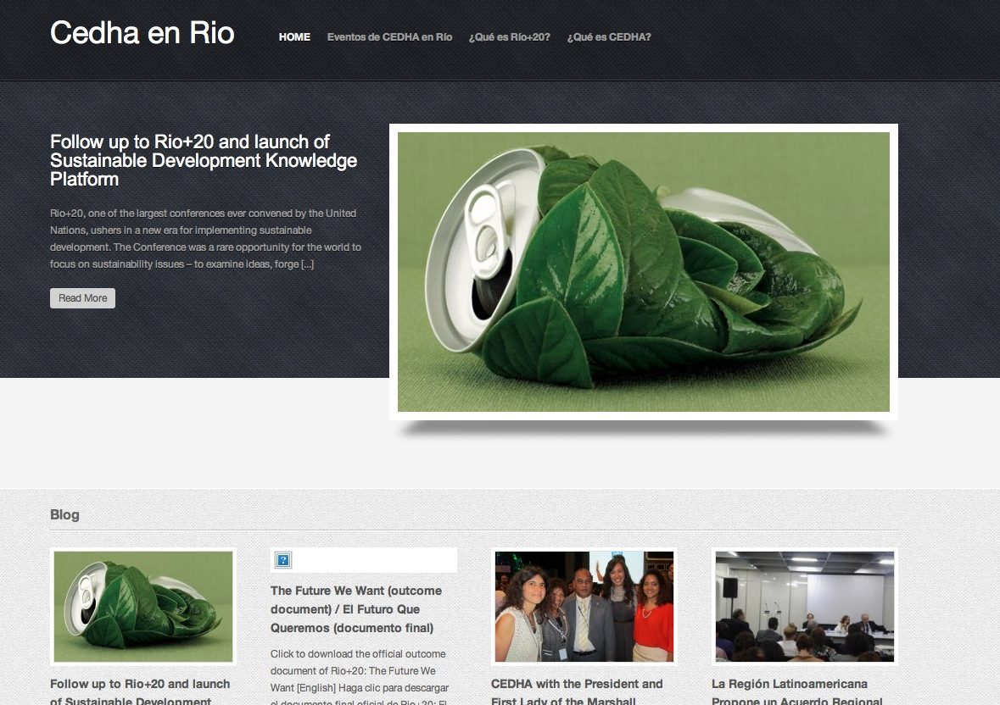 Cedha en Rio
HOME Eventos de CEDHA en Río ¿Qué es Río+20? ¿Qué es CEDHA?
Follow up to Rio+20 and launch of
Sustainable Development Knowledge
Platform
Rio+20, one of the largest conferences ever convened by the United
Nations, ushers in a new era for implementing sustainable
development. The Conference was a rare opportunity for the world to
focus on sustainability issues – to examine ideas, forge [...]
Read More
Blog
Follow up to Rio+20 and launch
of Sustainable Development
The Future We Want (outcome
document) / El Futuro Que
Queremos (documento final)
Click to download the official outcome
document of Rio+20: The Future We
Want [English] Haga clic para descargar
el documento final oficial de Rio+20: El
CEDHA with the President and
First Lady of the Marshall
La Región Latinoamericana
Propone un Acuerdo Regional